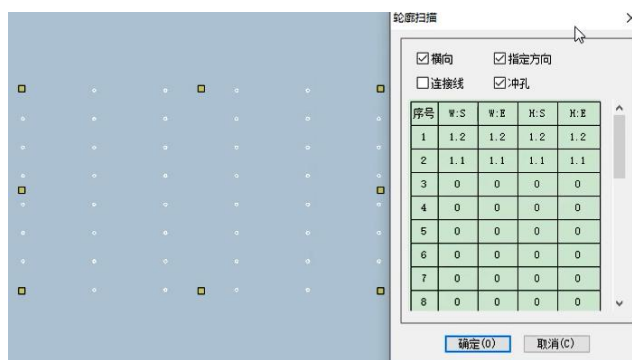 轮廓扫描
横向 指定方向
连接线 冲孔
序号 W:S W:E H:S H:E
1 1.2 1.2 1.2 1.2
2 1.1 1.1 1.1 1.1
3 0 0 0 0
4 0 0 0 0
5 0 0 0 0
6 0 0 0 0
7 0 0 0 0
8 0 0 0 0
确定(O) 取消(C)